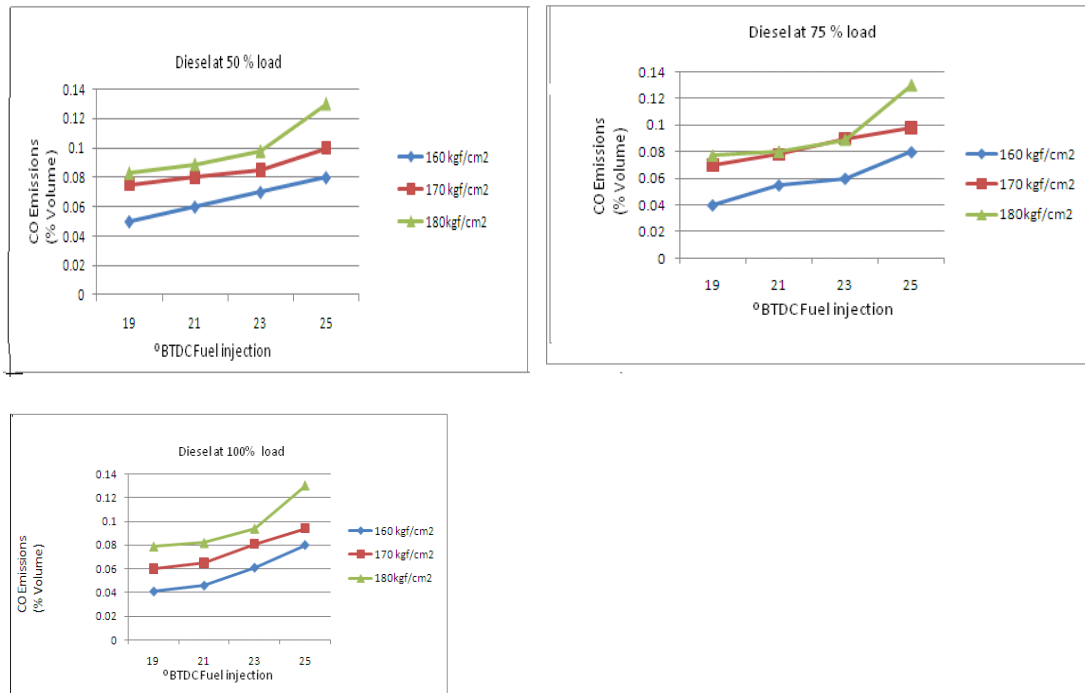 Diesel at 50 % load
0.14
0.12
0.1
0.08
0.06
0.04
0.02
0
CO Emissions
(% Volume)
19 21 23 25
⁰BTDC Fuel injection
160 kgf/cm2
170 kgf/cm2
180kgf/cm2
Diesel at 75 % load
0.14
0.12
0.1
0.08
0.06
0.04
0.02
0
CO Emissions
(% Volume)
19 21 23 25
⁰BTDC Fuel injection
160 kgf/cm2
170 kgf/cm2
180kgf/cm2
Diesel at 100% load
0.14
0.12
0.1
0.08
0.06
0.04
0.02
0
CO Emissions
(% Volume)
19 21 23 25
⁰BTDC Fuel injection
160 kgf/cm2
170 kgf/cm2
180kgf/cm2